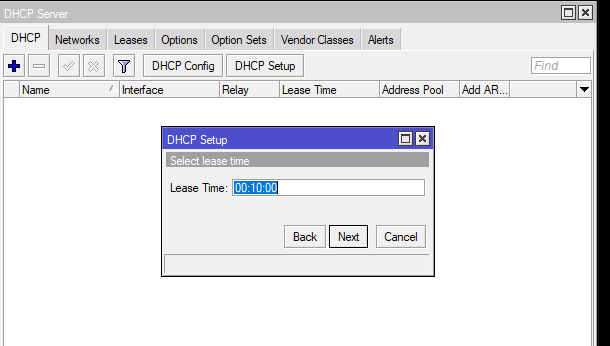 DHCP Server
DHCP Networks Leases Options Option Sets Vendor Classes Alerts
DHCP Config DHCP Setup Find
Name Interface Relay Lease Time Address Pool Add AR...
DHCP Setup
Select lease time
Lease Time: 00:10:00
Back Next Cancel